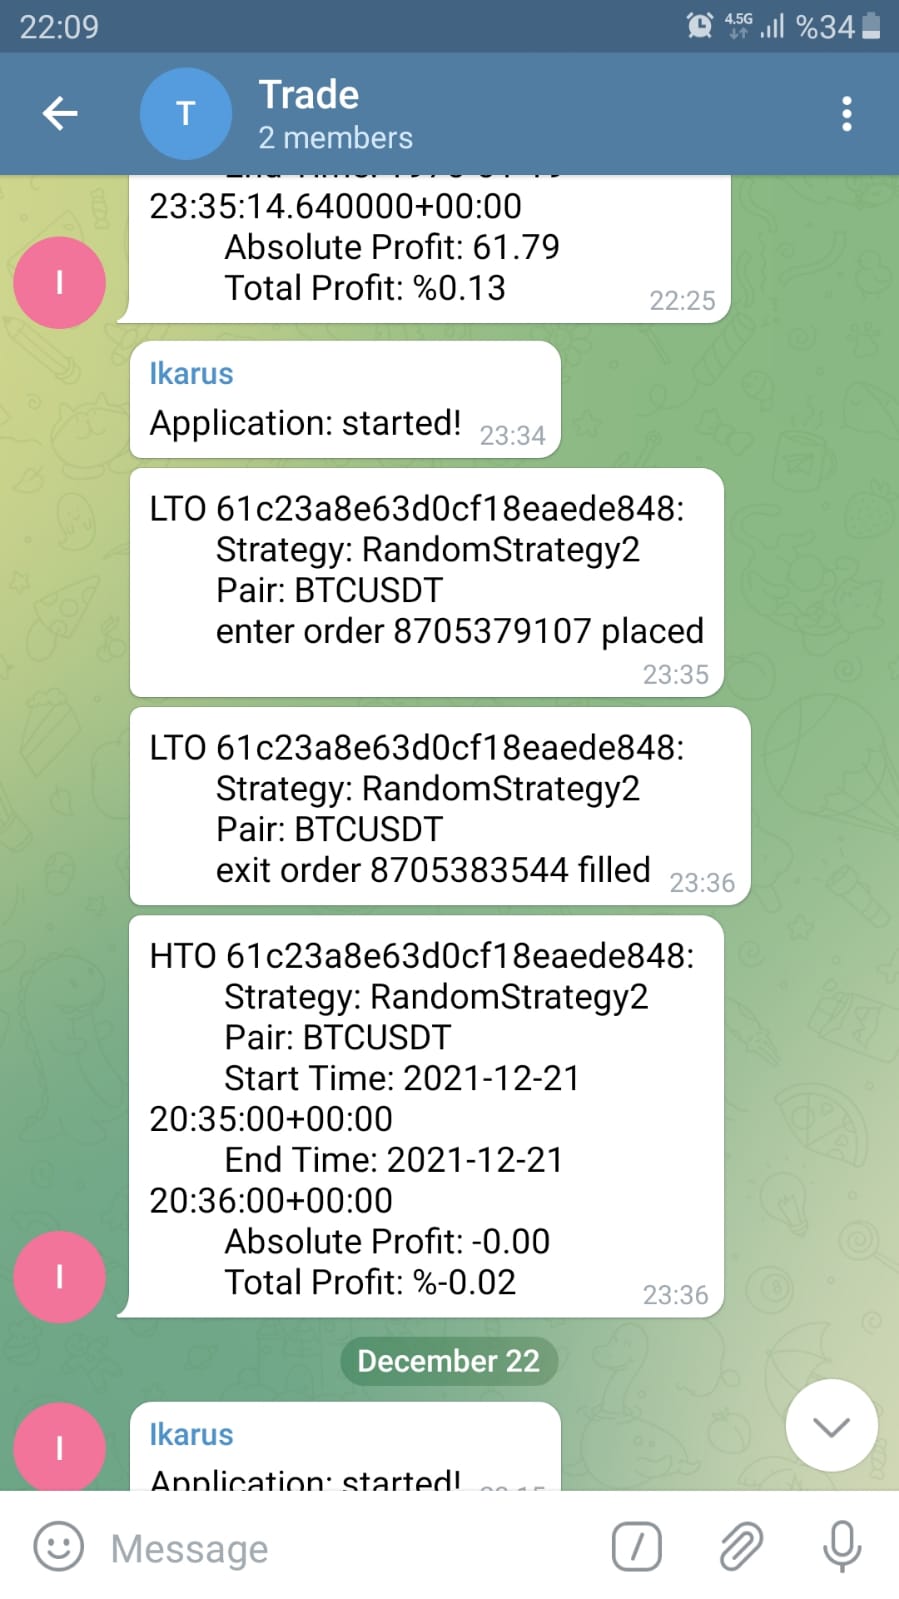 22:09
4.5G %34
T
Trade
2 members
23:35:14.640000+00:00
Absolute Profit: 61.79
Total Profit: %0.13
22:25
I
Ikarus
Application: started! 23:34
LTO 61c23a8e63d0cf18eaede848:
Strategy: RandomStrategy2
Pair: BTCUSDT
enter order 8705379107 placed
23:35
LTO 61c23a8e63d0cf18eaede848:
Strategy: RandomStrategy2
Pair: BTCUSDT
exit order 8705383544 filled 23:36
HTO 61c23a8e63d0cf18eaede848:
Strategy: RandomStrategy2
Pair: BTCUSDT
Start Time: 2021-12-21
20:35:00+00:00
End Time: 2021-12-21
20:36:00+00:00
Absolute Profit: -0.00
Total Profit: %-0.02
23:36
I
December 22
I
Ikarus
Application: started!
Message